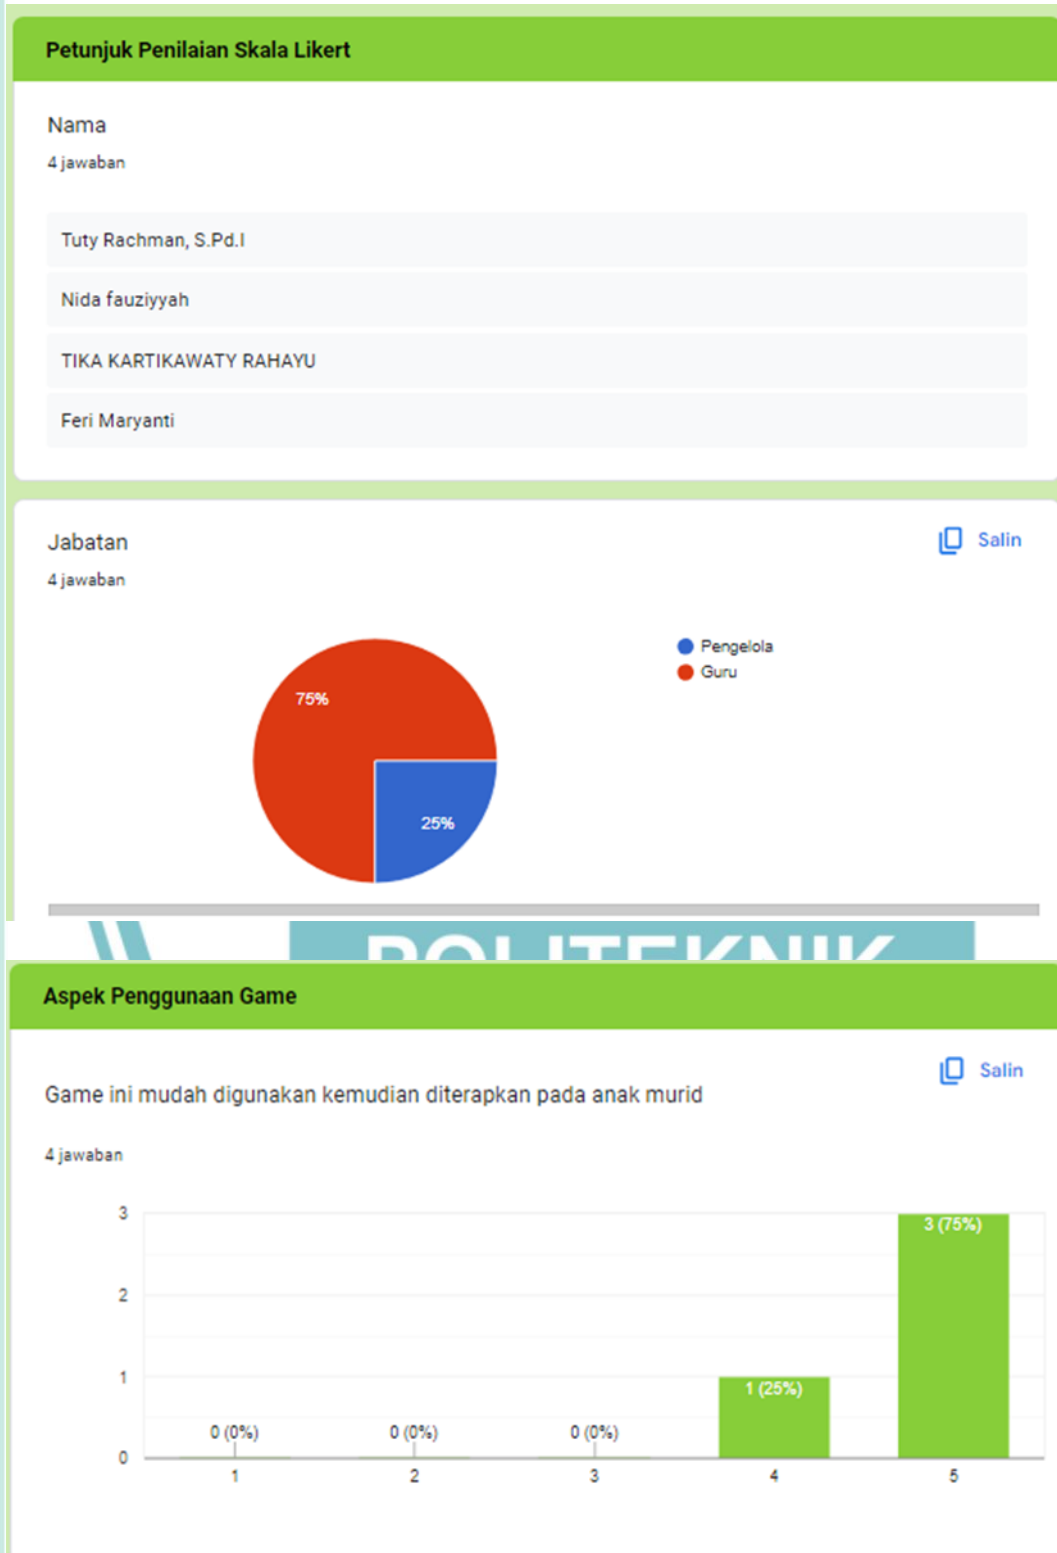 Petunjuk Penilaian Skala Likert
Nama
4 jawaban
Tuty Rachman, S.Pd.I
Nida fauziyyah
TIKA KARTIKAWATY RAHAYU
Feri Maryanti
Jabatan
Salin
4 jawaban
Pengelola
Guru
75%
25%
POLITEKNIK
Aspek Penggunaan Game
Salin
Game ini mudah digunakan kemudian diterapkan pada anak murid
4 jawaban
3
3 (75%)
2
1
1 (25%)
0 (0%) 0 (0%) 0 (0%)
0
1 2 3 4 5